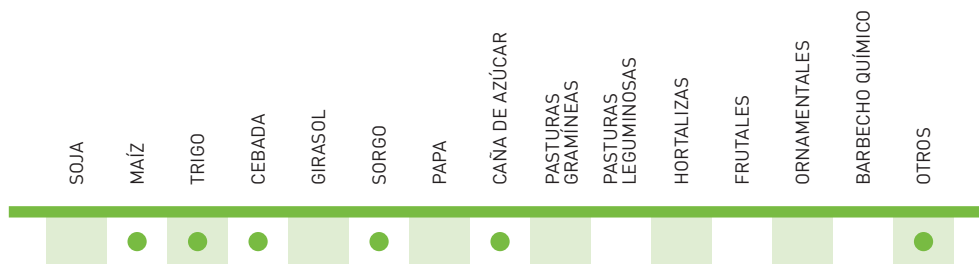 SOJA
MAÍZ
TRIGO
CEBADA
GIRASOL
SORGO
PAPA
CAÑA DE AZÚCAR
PASTURAS
GRAMÍNEAS
PASTURAS
LEGUMINOSAS
HORTALIZAS
FRUTALES
ORNAMENTALES
BARBECHO QUÍMICO
OTROS